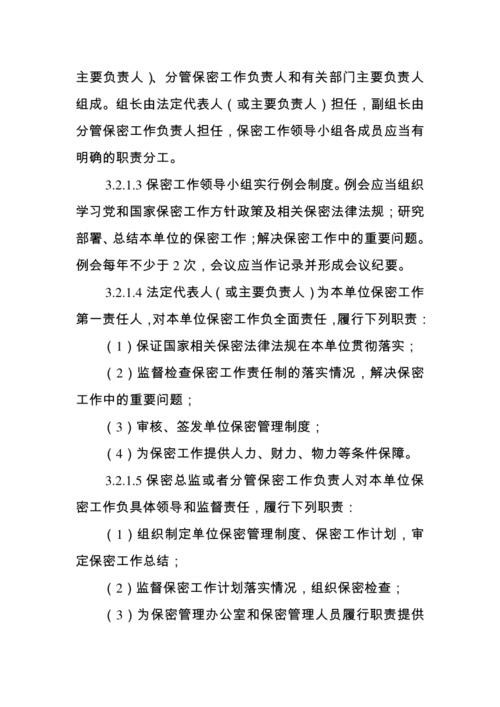 主要负责人）、分管保密工作负责人和有关部门主要负责人
组成。组长由法定代表人（或主要负责人）担任，副组长由
分管保密工作负责人担任，保密工作领导小组各成员应当有
明确的职责分工。
3.2.1.3 保密工作领导小组实行例会制度。例会应当组织
学习党和国家保密工作方针政策及相关保密法律法规；研究
部署、总结本单位的保密工作；解决保密工作中的重要问题。
例会每年不少于 2 次，会议应当作记录并形成会议纪要。
3.2.1.4 法定代表人（或主要负责人）为本单位保密工作
第一责任人，对本单位保密工作负全面责任，履行下列职责：
（1）保证国家相关保密法律法规在本单位贯彻落实；
（2）监督检查保密工作责任制的落实情况，解决保密
工作中的重要问题；
（3）审核、签发单位保密管理制度；
（4）为保密工作提供人力、财力、物力等条件保障。
3.2.1.5 保密总监或者分管保密工作负责人对本单位保
密工作负具体领导和监督责任，履行下列职责：
（1）组织制定单位保密管理制度、保密工作计划，审
定保密工作总结；
（2）监督保密工作计划落实情况，组织保密检查；
（3）为保密管理办公室和保密管理人员履行职责提供